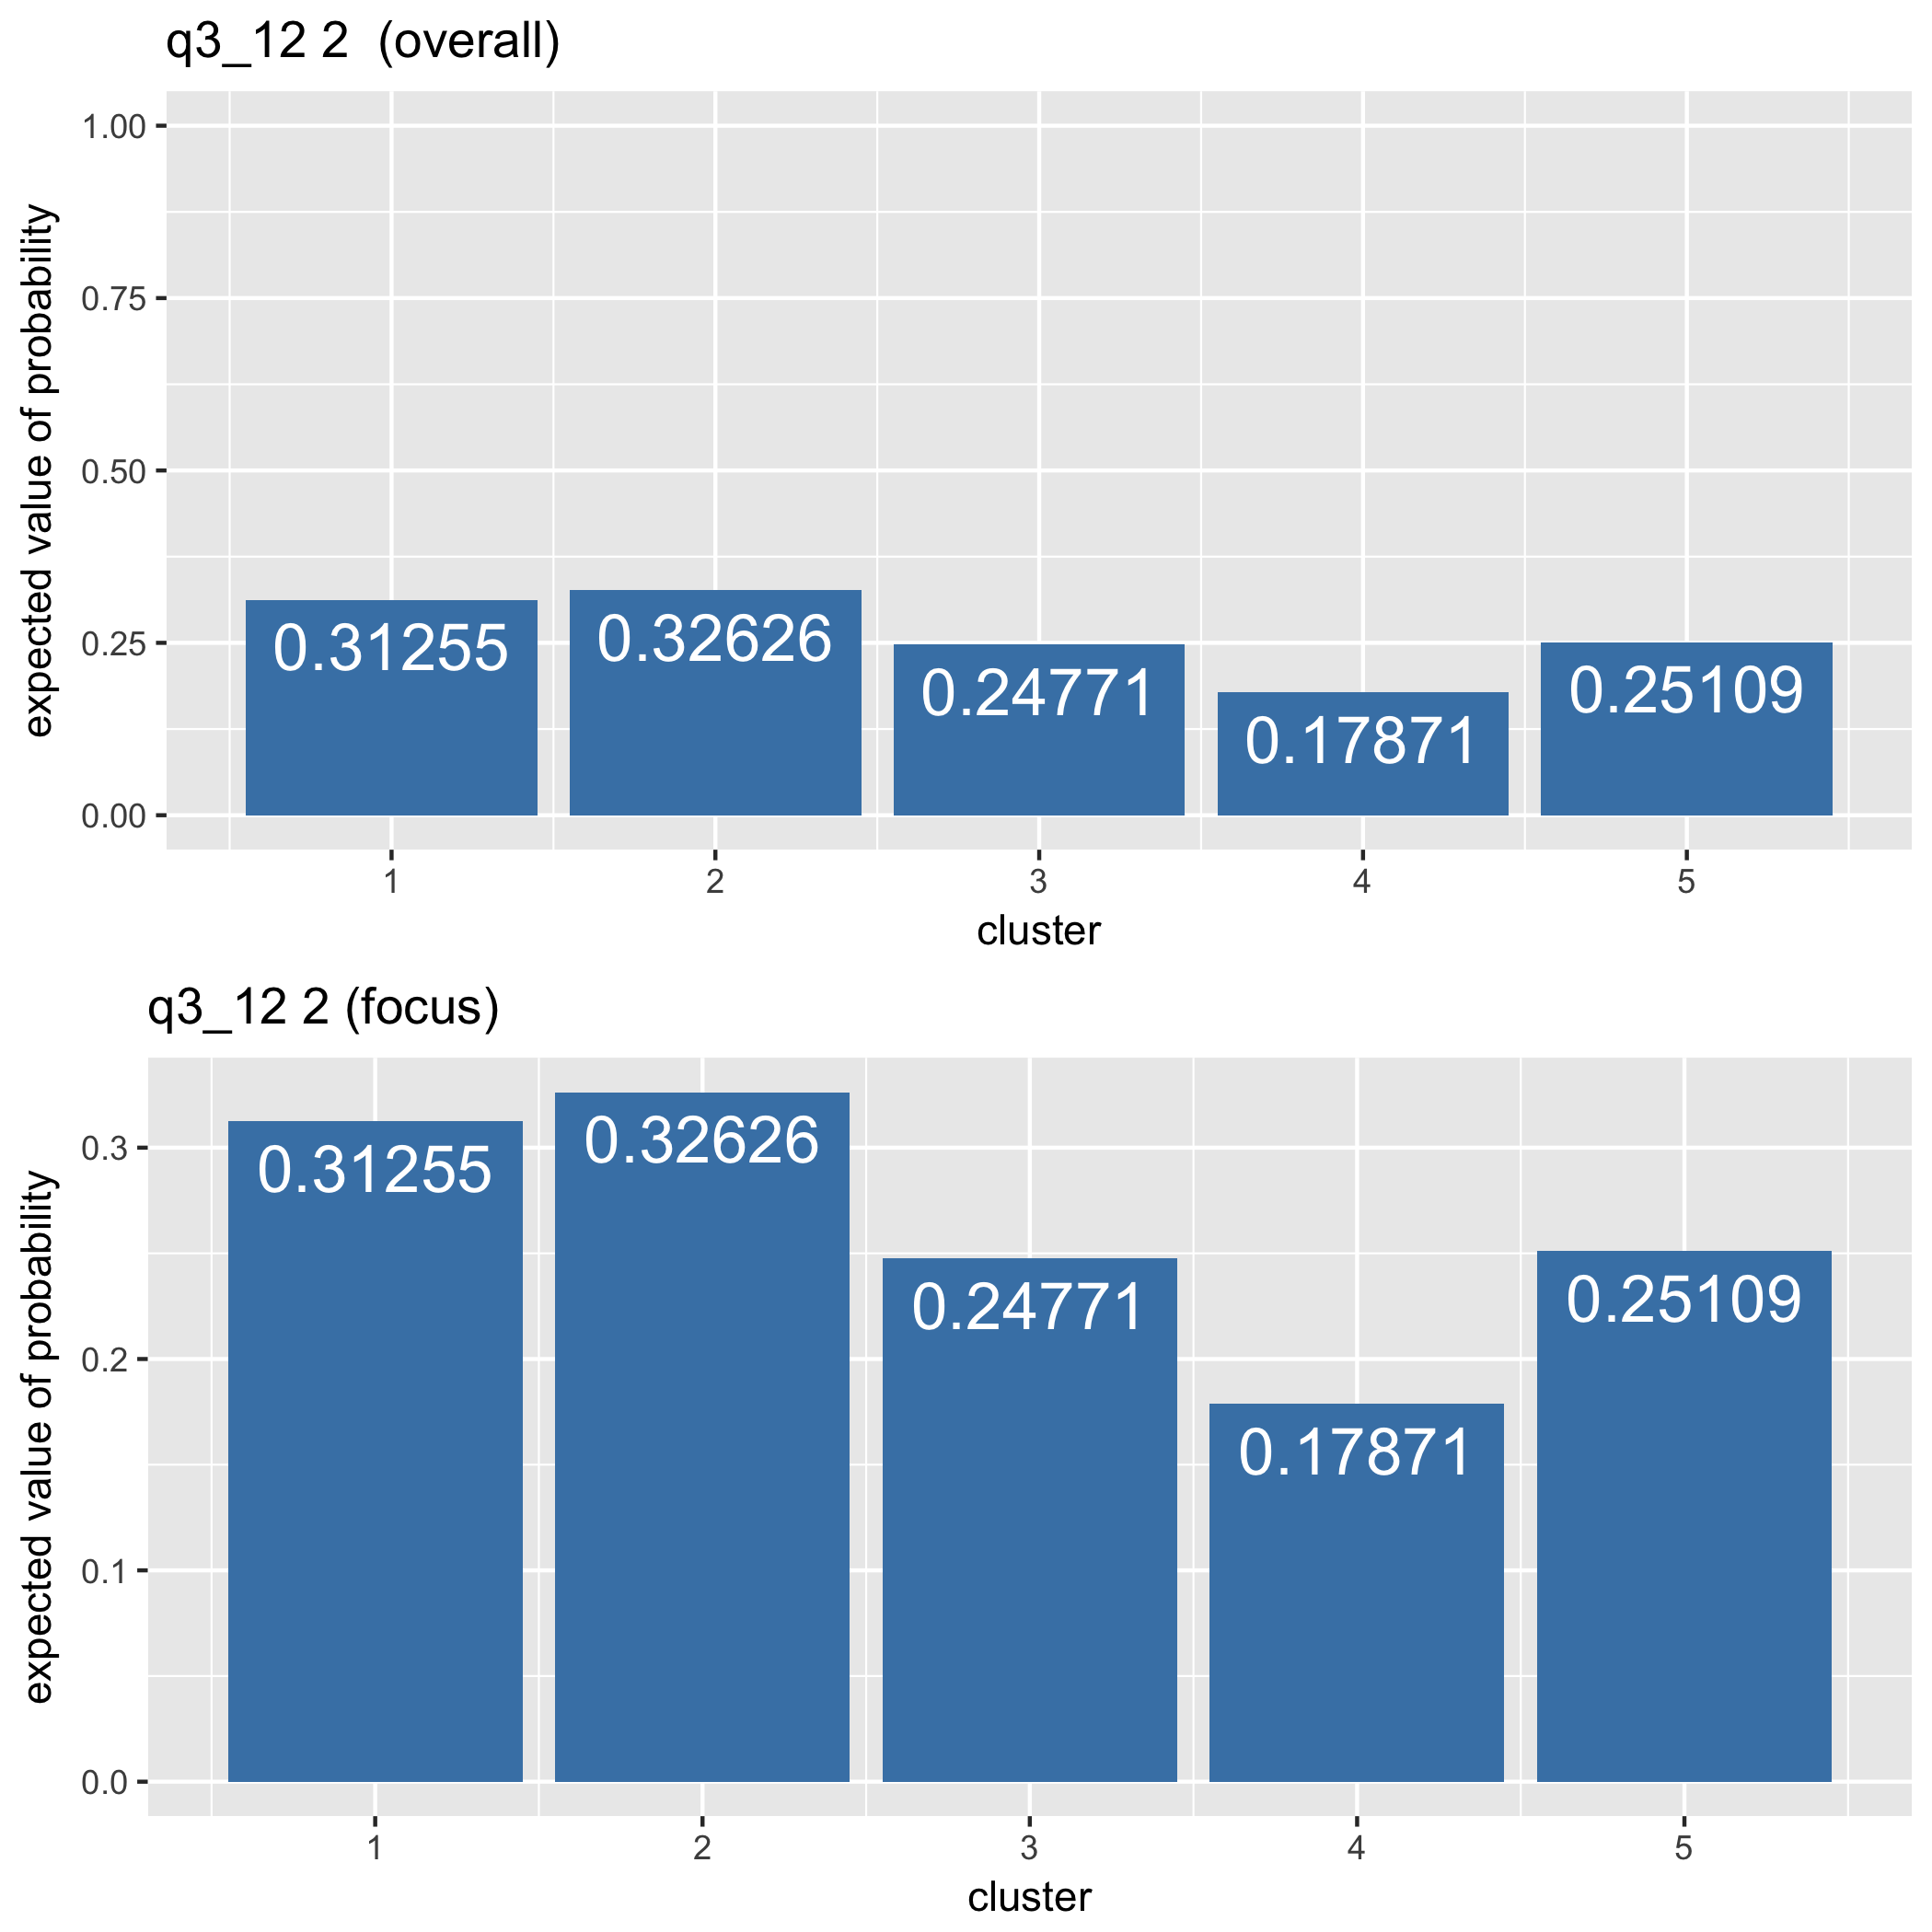 q3_12 2  (overall)
expected value of probability
1.00
0.75
0.50
0.25
0.00
0.31255
0.32626
0.24771
0.17871
0.25109
1 2 3 4 5
cluster
q3_12 2 (focus)
expected value of probability
0.3
0.2
0.1
0.0
0.31255
0.32626
0.24771
0.17871
0.25109
1 2 3 4 5
cluster